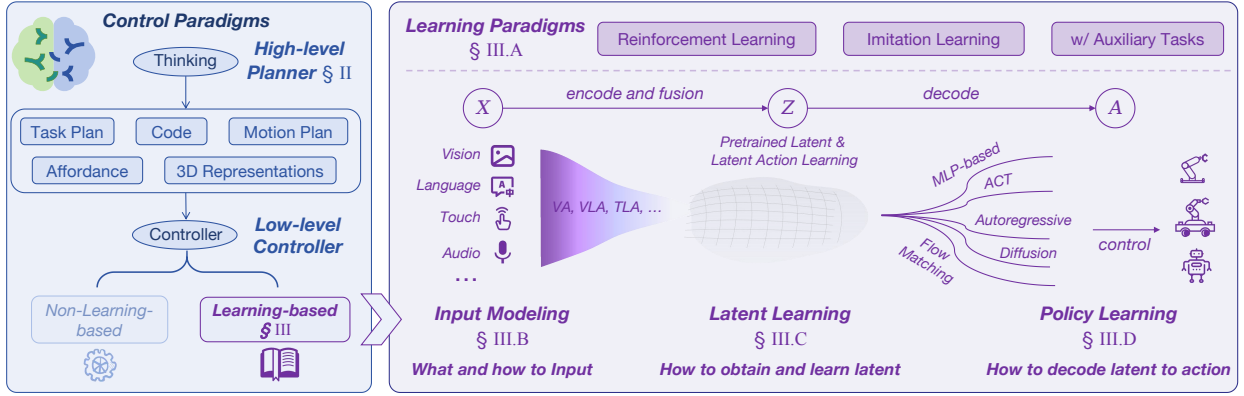 Control Paradigms
High-level
Planner § II
Thinking
Task Plan
Code
Motion Plan
Affordance
3D Representations
Low-level
Controller
Controller
Non-Learning-
based
Learning-based
§ III
Learning Paradigms
§ III.A
Reinforcement Learning
Imitation Learning
w/ Auxiliary Tasks
X
encode and fusion
Z
decode
A
Vision
Language
Touch
Audio
...
A
中
VA, VLA, TLA, ...
Pretrained Latent &
Latent Action Learning
MLP-based
ACT
Autoregressive
Diffusion
Flow
Matching
control
Input Modeling
§ III.B
What and how to Input
Latent Learning
§ III.C
How to obtain and learn latent
Policy Learning
§ III.D
How to decode latent to action